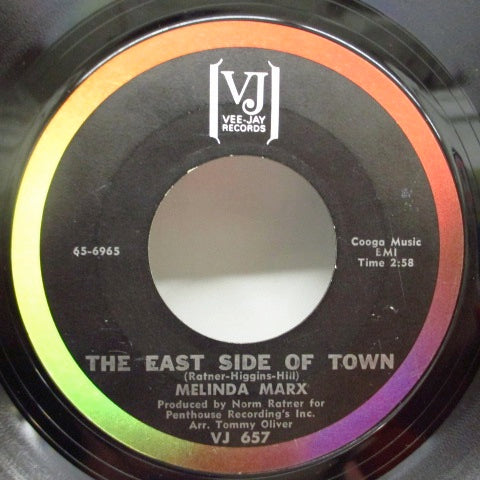 VJ
VEE-JAY
RECORDS
65-6965
Cooga Music
EMI
Time 2:58
THE EAST SIDE OF TOWN
(Ratner-Higgins-Hill)
MELINDA MARX
Produced by Norm Ratner for
Penthouse Recording's Inc.
Arr. Tommy Oliver
VJ 657